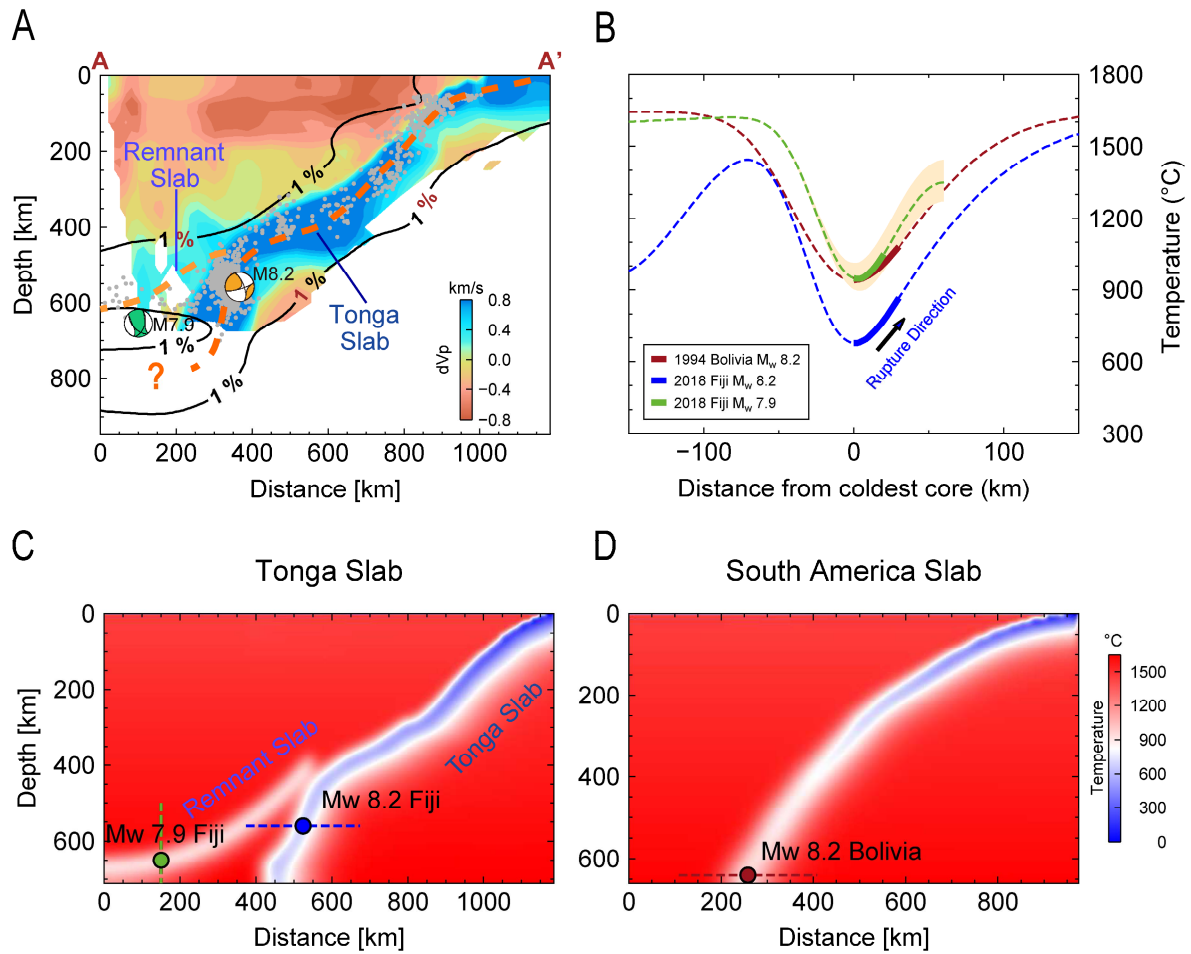 A
A
A'
0
200
400
600
800
Depth [km]
0
200
400
600
800
1000
Distance [km]
Remnant
Slab
1 %
1 %
1 %
1 %
1 %
1 %
M8.2
M7.9
?
Tonga
Slab
km/s
0.8
0.4
0.0
−0.4
−0.8
dVp
B
1800
1500
1200
900
600
300
Temperature (°C)
−100
0
100
Distance from coldest core (km)
1994 Bolivia Mw 8.2
2018 Fiji Mw 8.2
2018 Fiji Mw 7.9
Rupture Direction
C
Tonga Slab
0
200
400
600
Depth [km]
0
200
400
600
800
1000
Distance [km]
Remnant Slab
Tonga Slab
Mw 8.2 Fiji
Mw 7.9 Fiji
D
South America Slab
0
200
400
600
0
200
400
600
800
Distance [km]
Mw 8.2 Bolivia
°C
1500
1200
900
600
300
0
Temperature